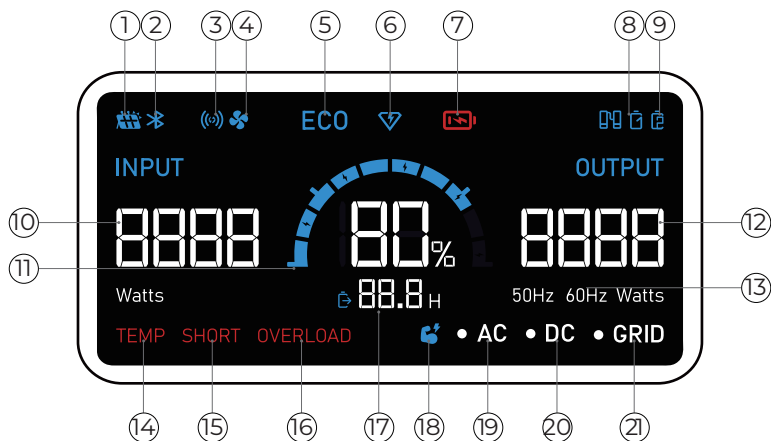 1 2 3 4 5 6 7 8 9
ECO
INPUT OUTPUT
10 8888 180% 8888 12
11
88.8 H 13
Watts 50Hz 60Hz Watts
TEMP SHORT OVERLOAD AC DC GRID
14 15 16 17 18 19 20 21